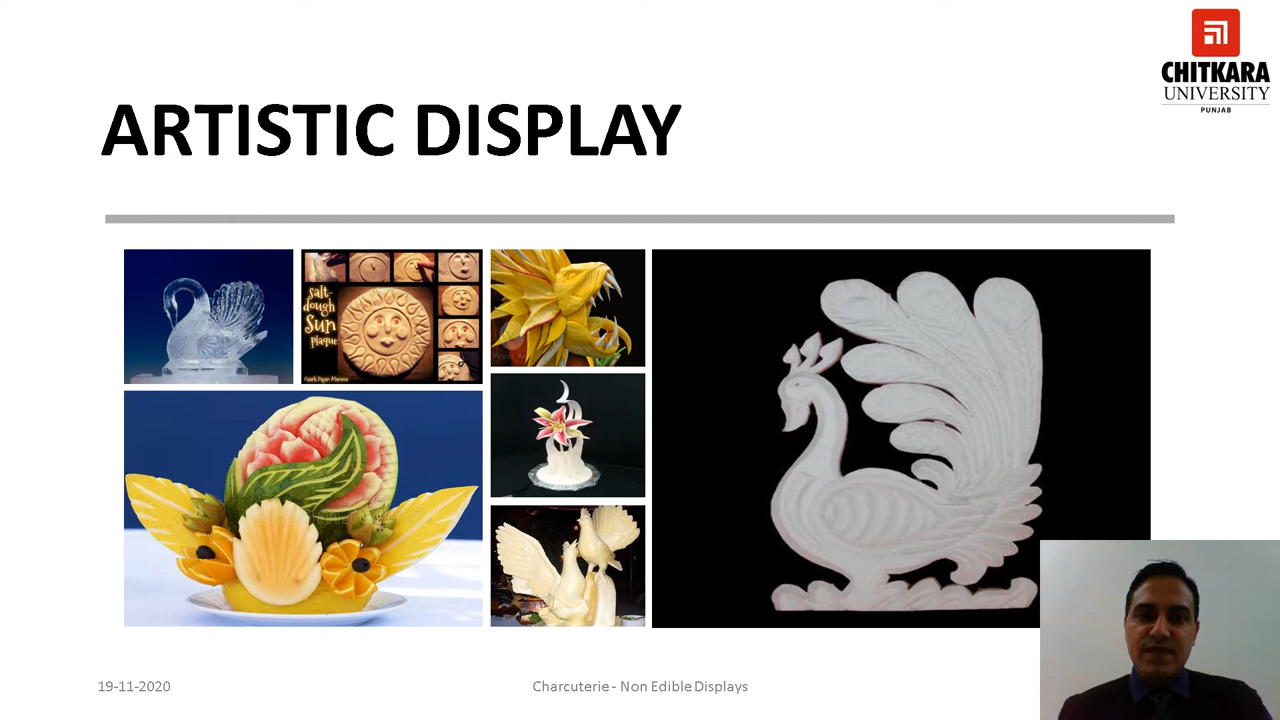 CHITKARA
UNIVERSITY
PUNJAB
ARTISTIC DISPLAY
salt-
dough
Sun
plaque
19-11-2020
Charcuterie - Non Edible Displays